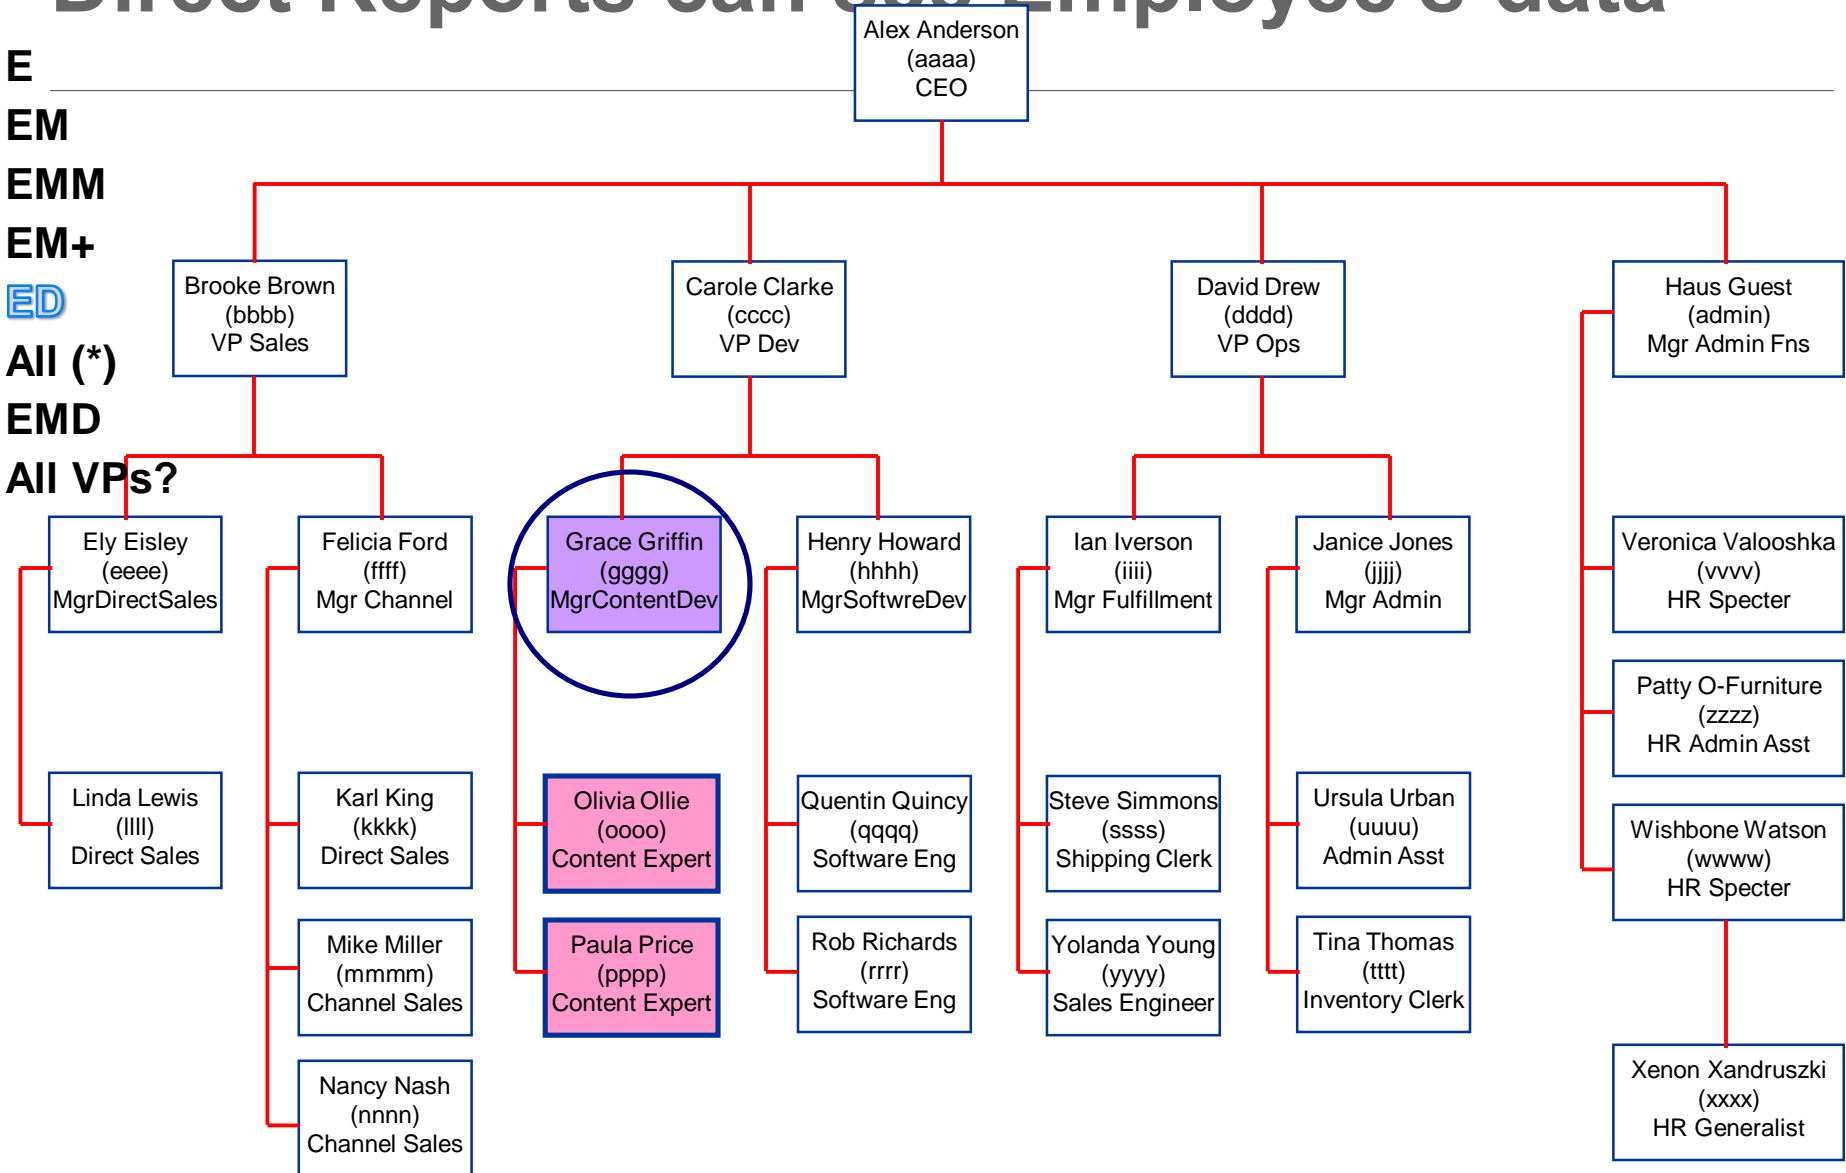 Direct Reports can see Employee's data
E
EM
EMM
EM+
ED
All (*)
EMD
All VPs?
Alex Anderson
(aaaa)
CEO
Brooke Brown
(bbbb)
VP Sales
Carole Clarke
(cccc)
VP Dev
David Drew
(dddd)
VP Ops
Haus Guest
(admin)
Mgr Admin Fns
Ely Eisley
(eeee)
MgrDirectSales
Felicia Ford
(ffff)
Mgr Channel
Grace Griffin
(gggg)
MgrContentDev
Henry Howard
(hhhh)
MgrSoftwreDev
Ian Iverson
(iiii)
Mgr Fulfillment
Janice Jones
(jjjj)
Mgr Admin
Veronica Valooshka
(vvvv)
HR Specter
Patty O-Furniture
(zzzz)
HR Admin Asst
Linda Lewis
(llll)
Direct Sales
Karl King
(kkkk)
Direct Sales
Olivia Ollie
(oooo)
Content Expert
Quentin Quincy
(qqqq)
Software Eng
Steve Simmons
(ssss)
Shipping Clerk
Ursula Urban
(uuuu)
Admin Asst
Wishbone Watson
(wwww)
HR Specter
Mike Miller
(mmmm)
Channel Sales
Paula Price
(pppp)
Content Expert
Rob Richards
(rrrr)
Software Eng
Yolanda Young
(yyyy)
Sales Engineer
Tina Thomas
(tttt)
Inventory Clerk
Nancy Nash
(nnnn)
Channel Sales
Xenon Xandruszki
(xxxx)
HR Generalist